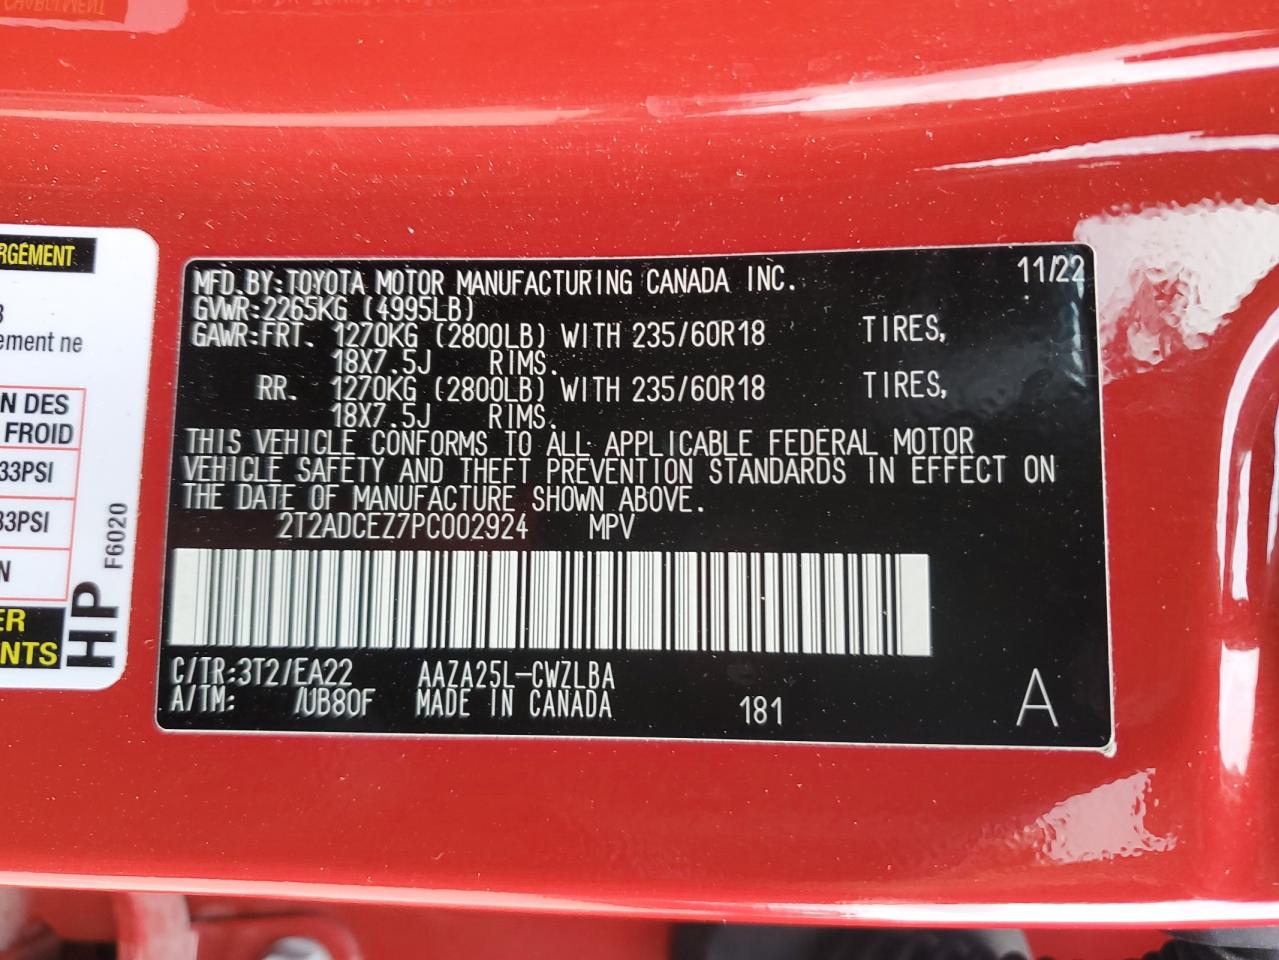 RGEMENT
ement ne
N DES
FROID
33PSI
33PSI
N
ER
NTS
HP
F6020
MFD.BY:TOYOTA MOTOR MANUFACTURING CANADA INC. 11/22
GVWR:2265KG (4995LB)
GAWR:FRT. 1270KG (2800LB) WITH 235/60R18 TIRES,
18X7.5J RIMS.
RR. 1270KG (2800LB) WITH 235/60R18 TIRES,
18X7.5J RIMS.
THIS VEHICLE CONFORMS TO ALL APPLICABLE FEDERAL MOTOR
VEHICLE SAFETY AND THEFT PREVENTION STANDARDS IN EFFECT ON
THE DATE OF MANUFACTURE SHOWN ABOVE.
2T2ADCEZ7PC002924 MPV
C/TR:3T2/EA22 AAZA25L-CWZLBA
A/TM: /UB80F MADE IN CANADA 181 A